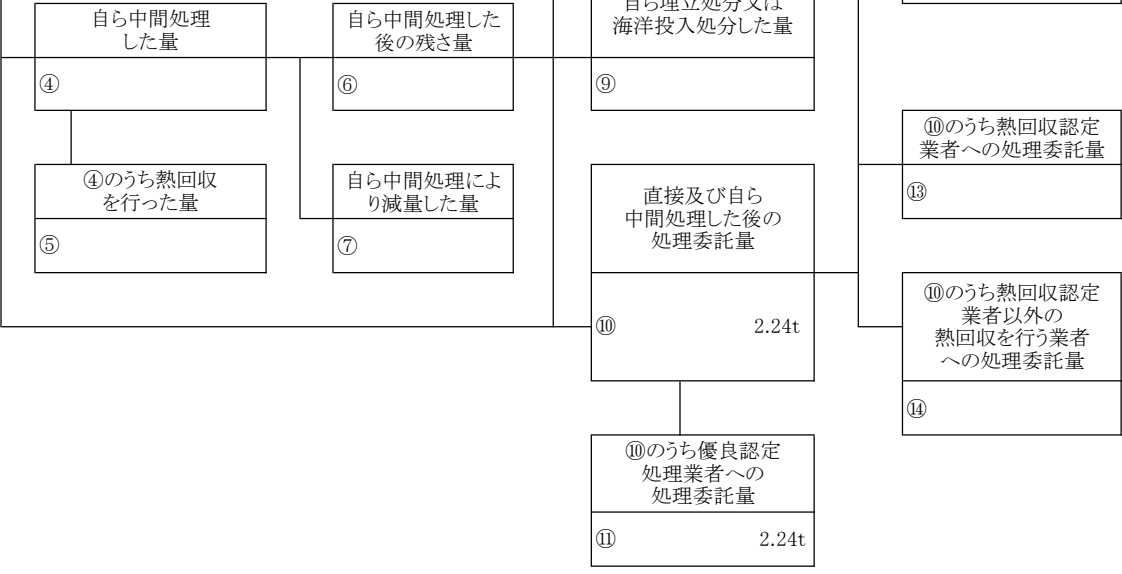 自ら中間処理
した量
④
自ら中間処理した
後の残さ量
⑥
自ら埋立処分又は
海洋投入処分した量
⑨
⑩のうち熱回収認定
業者への処理委託量
⑬
④のうち熱回収
を行った量
⑤
自ら中間処理によ
り減量した量
⑦
直接及び自ら
中間処理した後の
処理委託量
⑩ 2.24t
⑩のうち熱回収認定
業者以外の
熱回収を行う業者
への処理委託量
⑭
⑩のうち優良認定
処理業者への
処理委託量
⑪ 2.24t